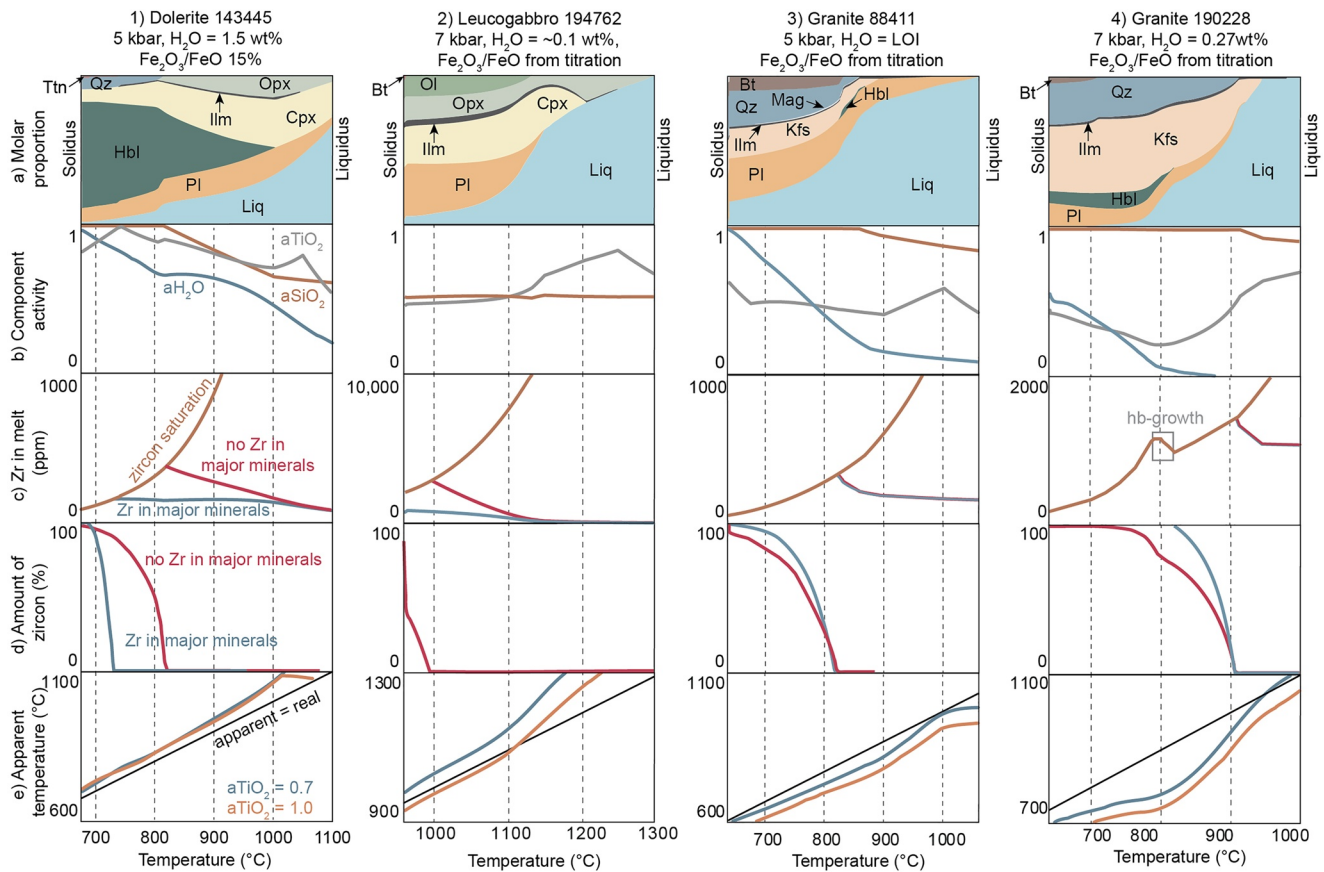 1) Dolerite 143445
5 kbar, H₂O = 1.5 wt%
Fe₂O₃/FeO 15%
2) Leucogabbro 194762
7 kbar, H₂O = ~0.1 wt%,
Fe₂O₃/FeO from titration
3) Granite 88411
5 kbar, H₂O = LOI
Fe₂O₃/FeO from titration
4) Granite 190228
7 kbar, H₂O = 0.27wt%
Fe₂O₃/FeO from titration
a) Molar
proportion
Solidus
Ttn
Qz
Opx
Ilm
Cpx
Hbl
Pl
Liq
Liquidus
Solidus
Bt
Ol
Opx
Cpx
Ilm
Pl
Liq
Liquidus
Solidus
Bt
Qz
Mag
Hbl
Ilm
Kfs
Pl
Liq
Liquidus
Solidus
Bt
Qz
Ilm
Kfs
Hbl
Pl
Liq
Liquidus
b) Component
activity
1
aTiO₂
aH₂O
aSiO₂
0
1
0
1
0
1
0
c) Zr in melt
(ppm)
1000
zircon saturation
no Zr in
major minerals
Zr in major minerals
0
10,000
0
1000
0
2000
hb-growth
0
d) Amount of
zircon (%)
100
no Zr in major minerals
Zr in major minerals
0
100
0
100
0
100
0
e) Apparent
temperature (°C)
1100
apparent = real
aTiO₂ = 0.7
aTiO₂ = 1.0
600
1300
900
1100
600
1100
700
700 800 900 1000 1100
Temperature (°C)
1000 1100 1200 1300
Temperature (°C)
700 800 900 1000
Temperature (°C)
700 800 900 1000
Temperature (°C)